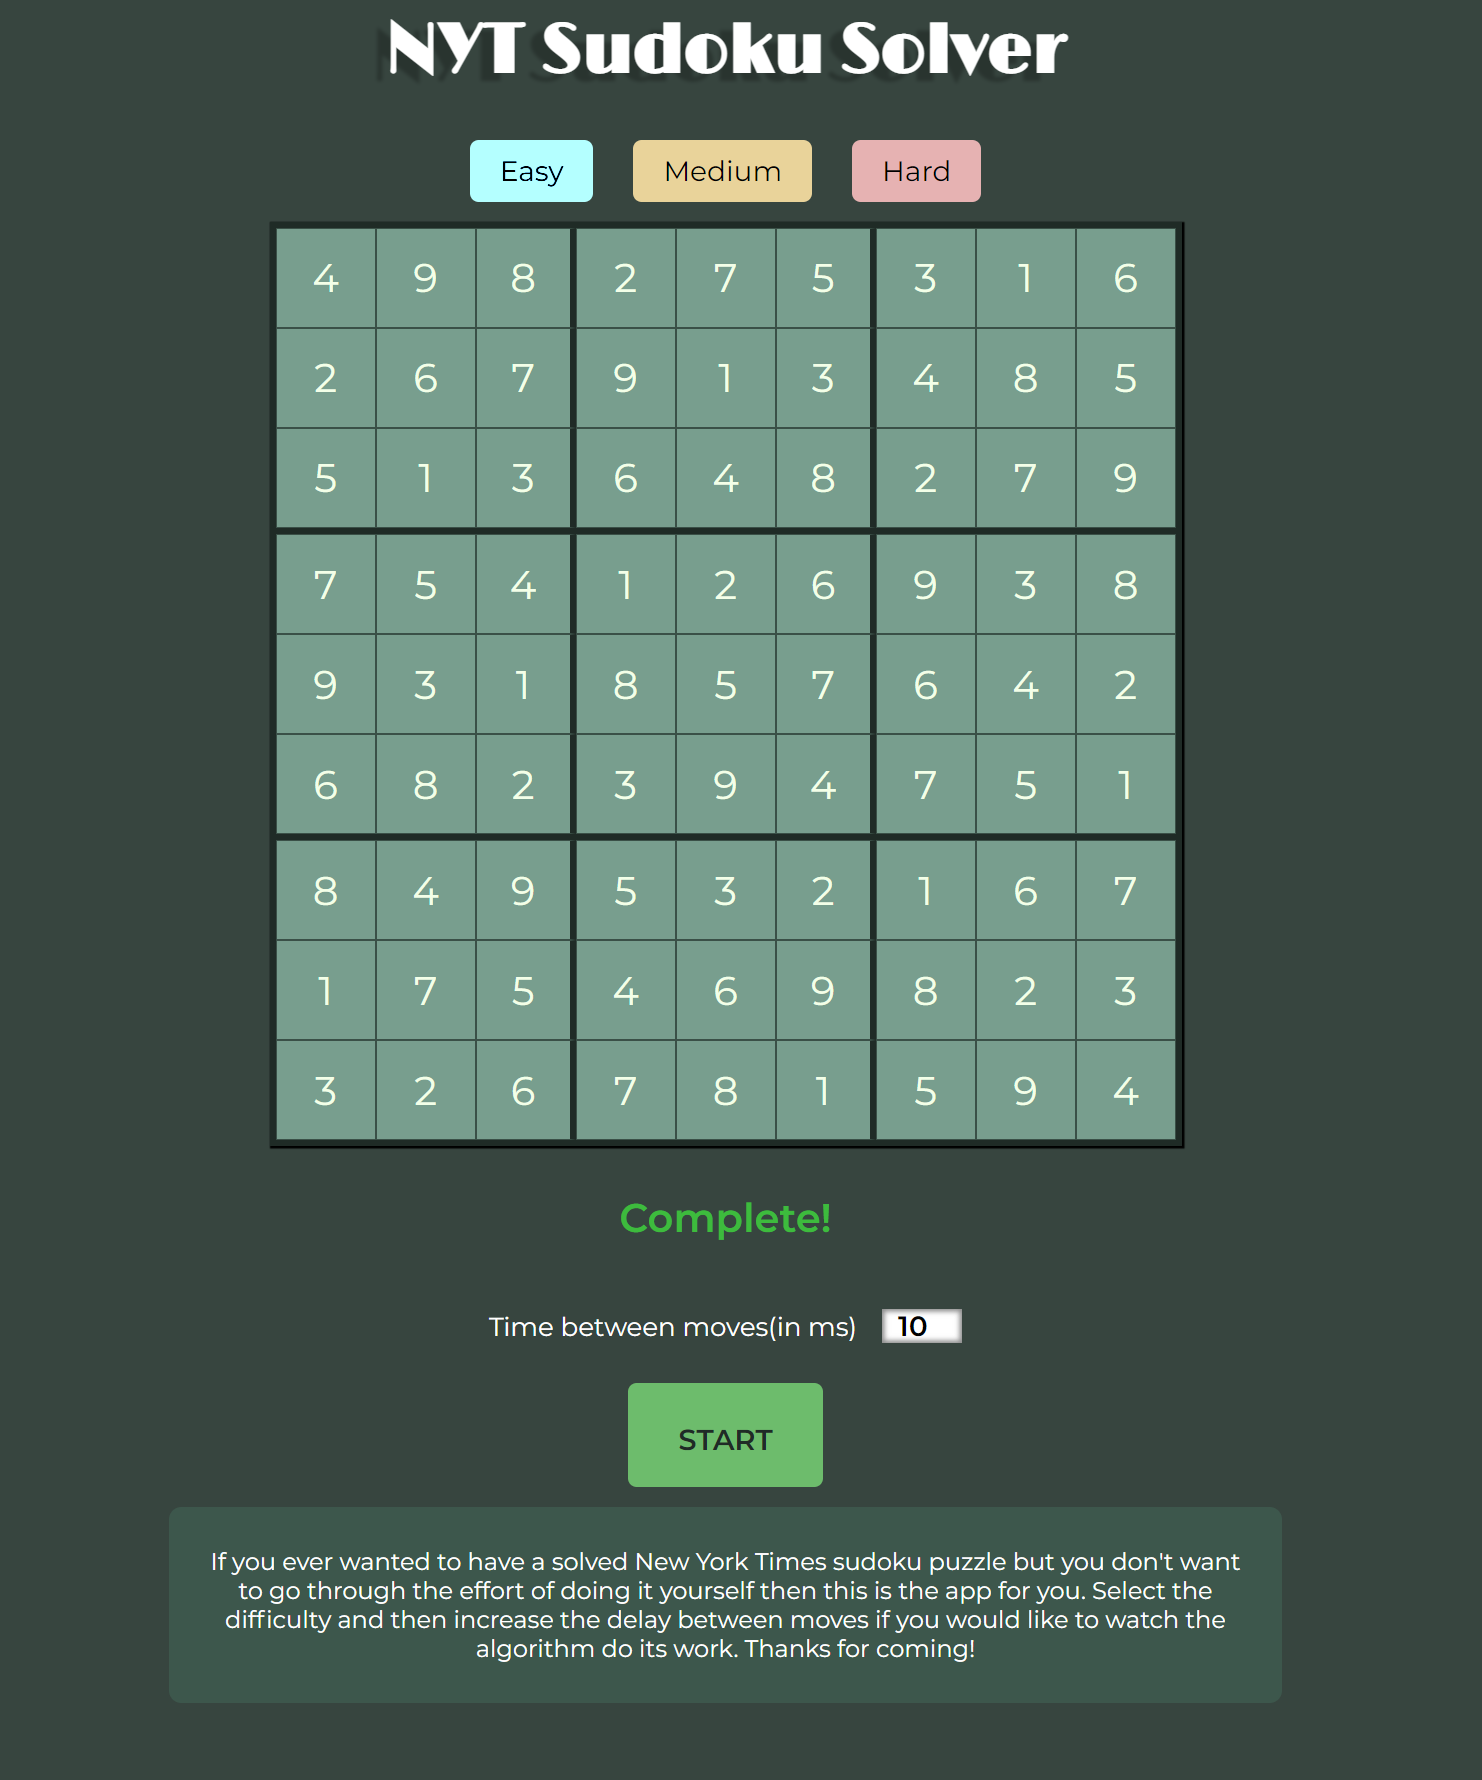 NYT Sudoku Solver
Easy Medium Hard
4 9 8 2 7 5 3 1 6
2 6 7 9 1 3 4 8 5
5 1 3 6 4 8 2 7 9
7 5 4 1 2 6 9 3 8
9 3 1 8 5 7 6 4 2
6 8 2 3 9 4 7 5 1
8 4 9 5 3 2 1 6 7
1 7 5 4 6 9 8 2 3
3 2 6 7 8 1 5 9 4
Complete!
Time between moves(in ms) 10
START
If you ever wanted to have a solved New York Times sudoku puzzle but you don't want
to go through the effort of doing it yourself then this is the app for you. Select the
difficulty and then increase the delay between moves if you would like to watch the
algorithm do its work. Thanks for coming!